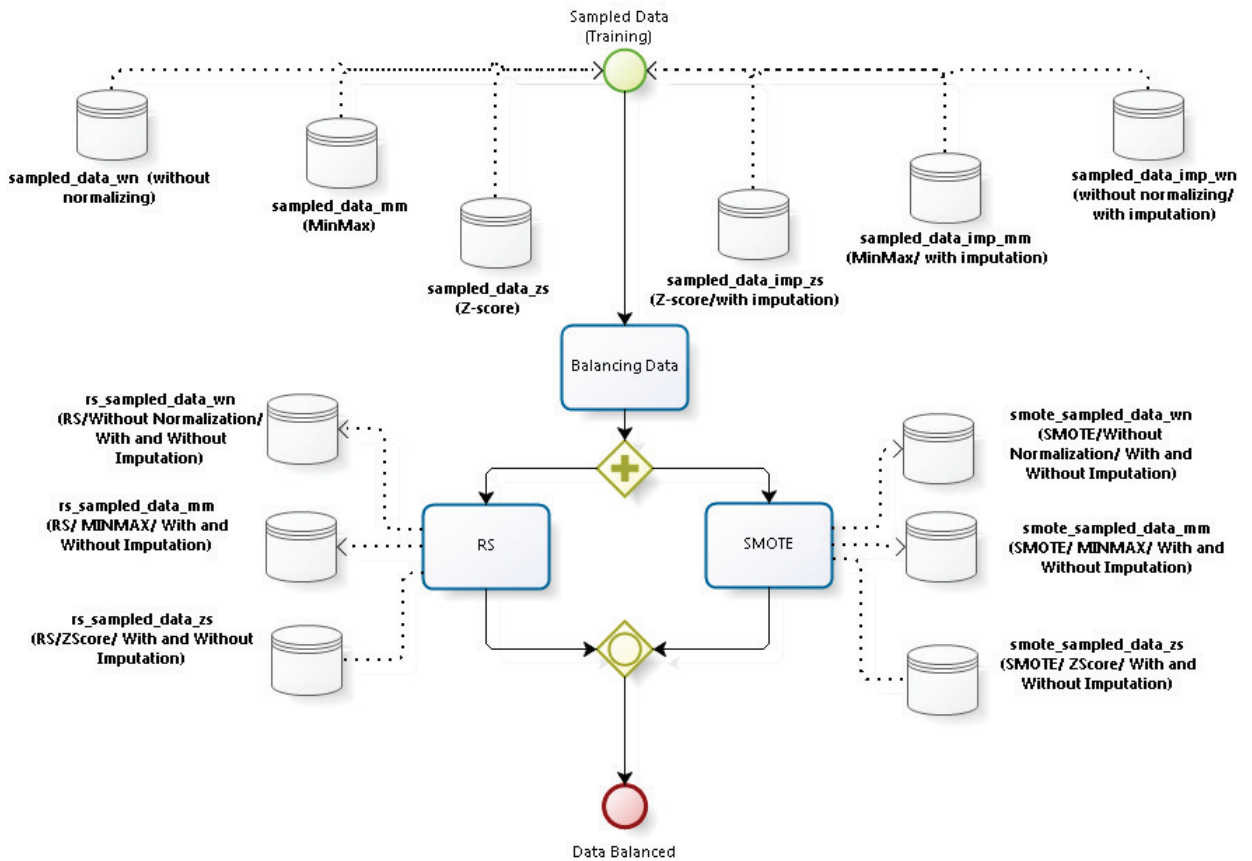 Sampled Data
(Training)
sampled_data_wn (without
normalizing)
sampled_data_mm
(MinMax)
sampled_data_zs
(Z-score)
sampled_data_imp_zs
(Z-score/with imputation)
sampled_data_imp_mm
(MinMax/ with imputation)
sampled_data_imp_wn
(without normalizing/
with imputation)
Balancing Data
rs_sampled_data_wn
(RS/Without Normalization/
With and Without
Imputation)
rs_sampled_data_mm
(RS/ MINMAX/ With and
Without Imputation)
rs_sampled_data_zs
(RS/ZScore/ With and Without
Imputation)
RS
SMOTE
smote_sampled_data_wn
(SMOTE/Without
Normalization/ With and
Without Imputation)
smote_sampled_data_mm
(SMOTE/ MINMAX/ With and
Without Imputation)
smote_sampled_data_zs
(SMOTE/ ZScore/ With and
Without Imputation)
Data Balanced